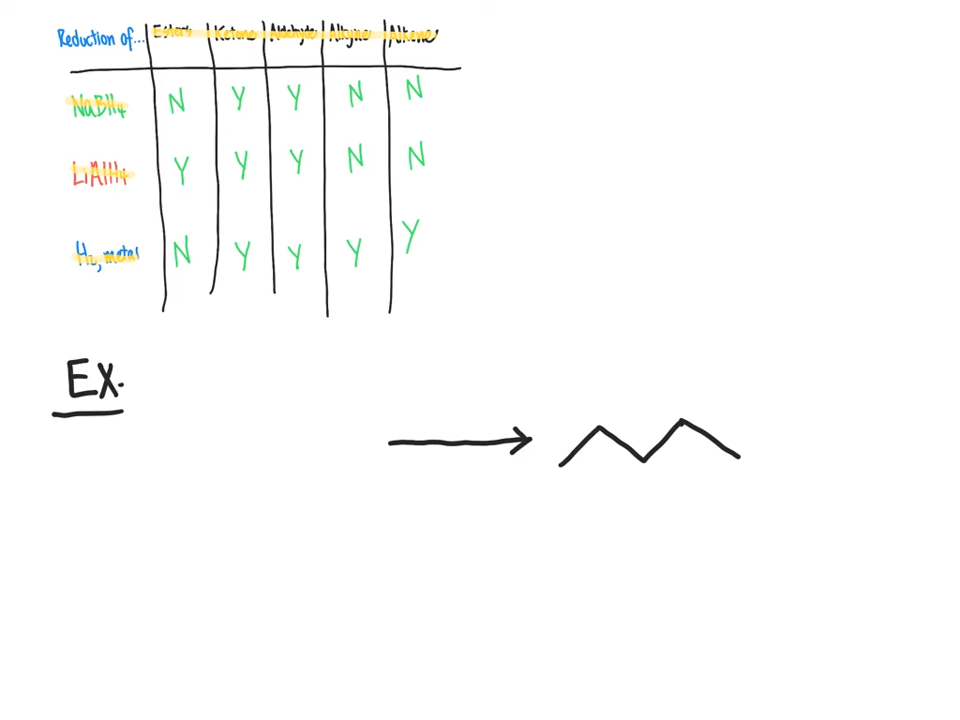 Reduction of... Esters Ketone Aldehyde Alkyne Alkene
NaBH4 N Y Y N N
LiAlH4 Y Y Y N N
H2, metal N Y Y Y Y
EX.